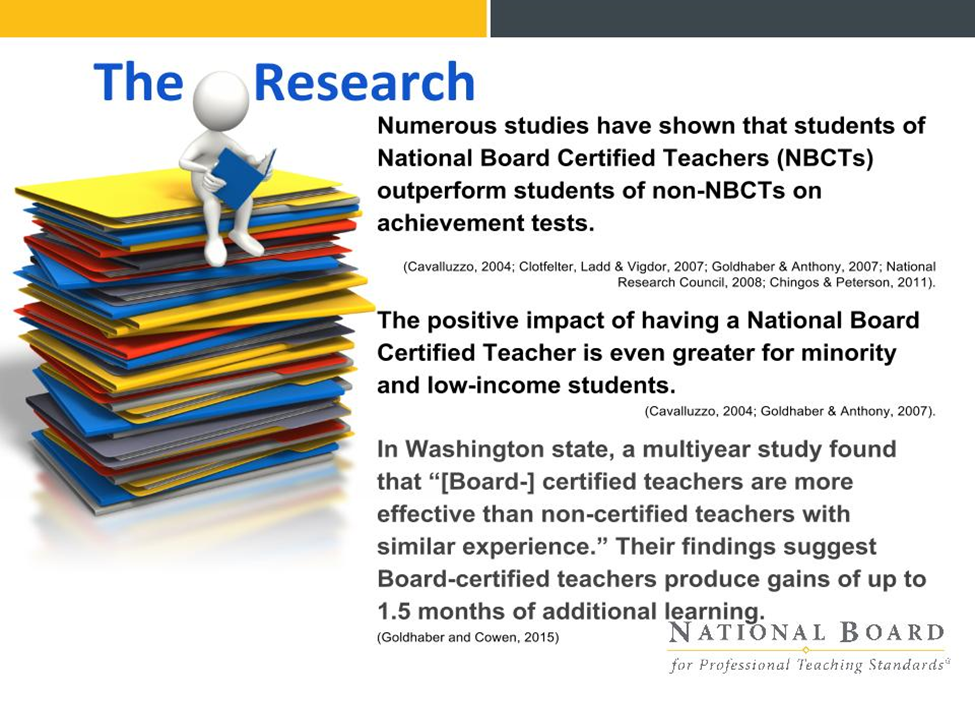 The Research
Numerous studies have shown that students of
National Board Certified Teachers (NBCTs)
outperform students of non-NBCTs on
achievement tests.
(Cavalluzzo, 2004; Clotfelter, Ladd & Vigdor, 2007; Goldhaber & Anthony, 2007; National
Research Council, 2008; Chingos & Peterson, 2011).
The positive impact of having a National Board
Certified Teacher is even greater for minority
and low-income students.
(Cavalluzzo, 2004; Goldhaber & Anthony, 2007).
In Washington state, a multiyear study found
that “[Board-] certified teachers are more
effective than non-certified teachers with
similar experience.” Their findings suggest
Board-certified teachers produce gains of up to
1.5 months of additional learning.
(Goldhaber and Cowen, 2015)
NATIONAL BOARD
for Professional Teaching Standards®